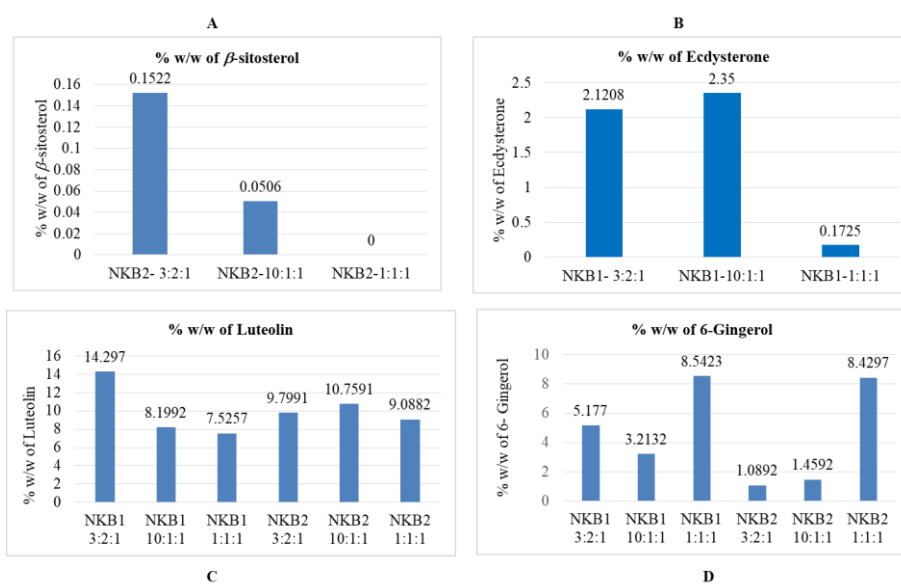 A
% w/w of β-sitosterol
% w/w of β-sitosterol
0.16
0.14
0.12
0.1
0.08
0.06
0.04
0.02
0
0.1522
0.0506
0
NKB2- 3:2:1
NKB2-10:1:1
NKB2-1:1:1
B
% w/w of Ecdysterone
% w/w of Ecdysterone
2.5
2
1.5
1
0.5
0
2.1208
2.35
0.1725
NKB1- 3:2:1
NKB1-10:1:1
NKB1-1:1:1
% w/w of Luteolin
% w/w of Luteolin
16
14
12
10
8
6
4
2
0
14.297
8.1992
7.5257
9.7991
10.7591
9.0882
NKB1 NKB1 NKB1 NKB2 NKB2 NKB2
3:2:1 10:1:1 1:1:1 3:2:1 10:1:1 1:1:1
C
% w/w of 6-Gingerol
% w/w of 6- Gingerol
10
8
6
4
2
0
5.177
3.2132
8.5423
1.0892
1.4592
8.4297
NKB1 NKB1 NKB1 NKB2 NKB2 NKB2
3:2:1 10:1:1 1:1:1 3:2:1 10:1:1 1:1:1
D